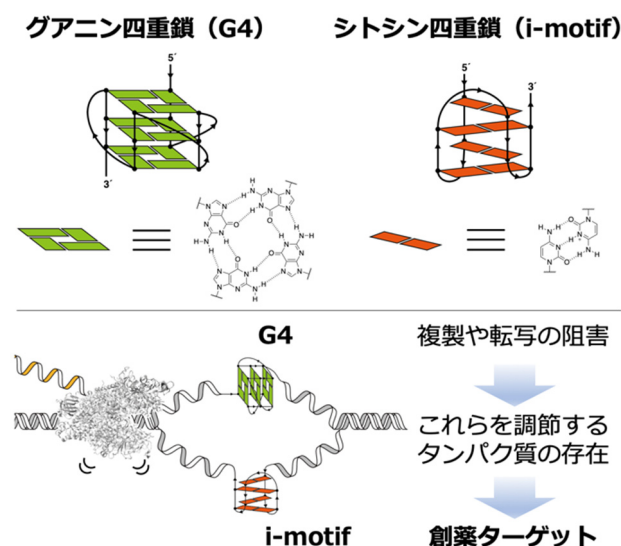 グアニン四重鎖（G4）
シトシン四重鎖（i-motif）
5´
3´
5´
3´
G4
複製や転写の阻害
これらを調節する
タンパク質の存在
i-motif
創薬ターゲット